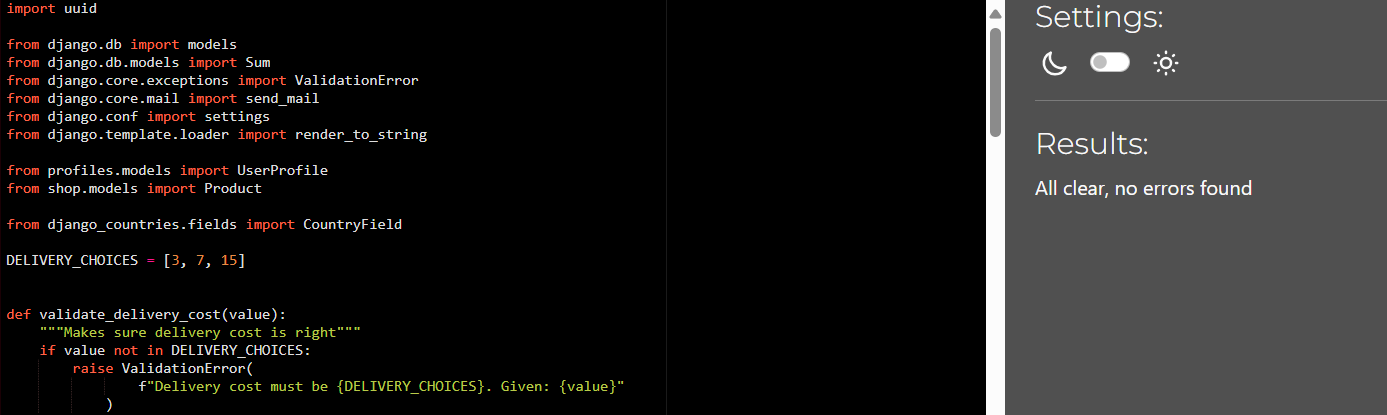 import uuid
from django.db import models
from django.db.models import Sum
from django.core.exceptions import ValidationError
from django.core.mail import send_mail
from django.conf import settings
from django.template.loader import render_to_string
from profiles.models import UserProfile
from shop.models import Product
from django_countries.fields import CountryField
DELIVERY_CHOICES = [3, 7, 15]
def validate_delivery_cost(value):
"""Makes sure delivery cost is right"""
if value not in DELIVERY_CHOICES:
raise ValidationError(
f"Delivery cost must be {DELIVERY_CHOICES}. Given: {value}"
)
Settings:
Results:
All clear, no errors found